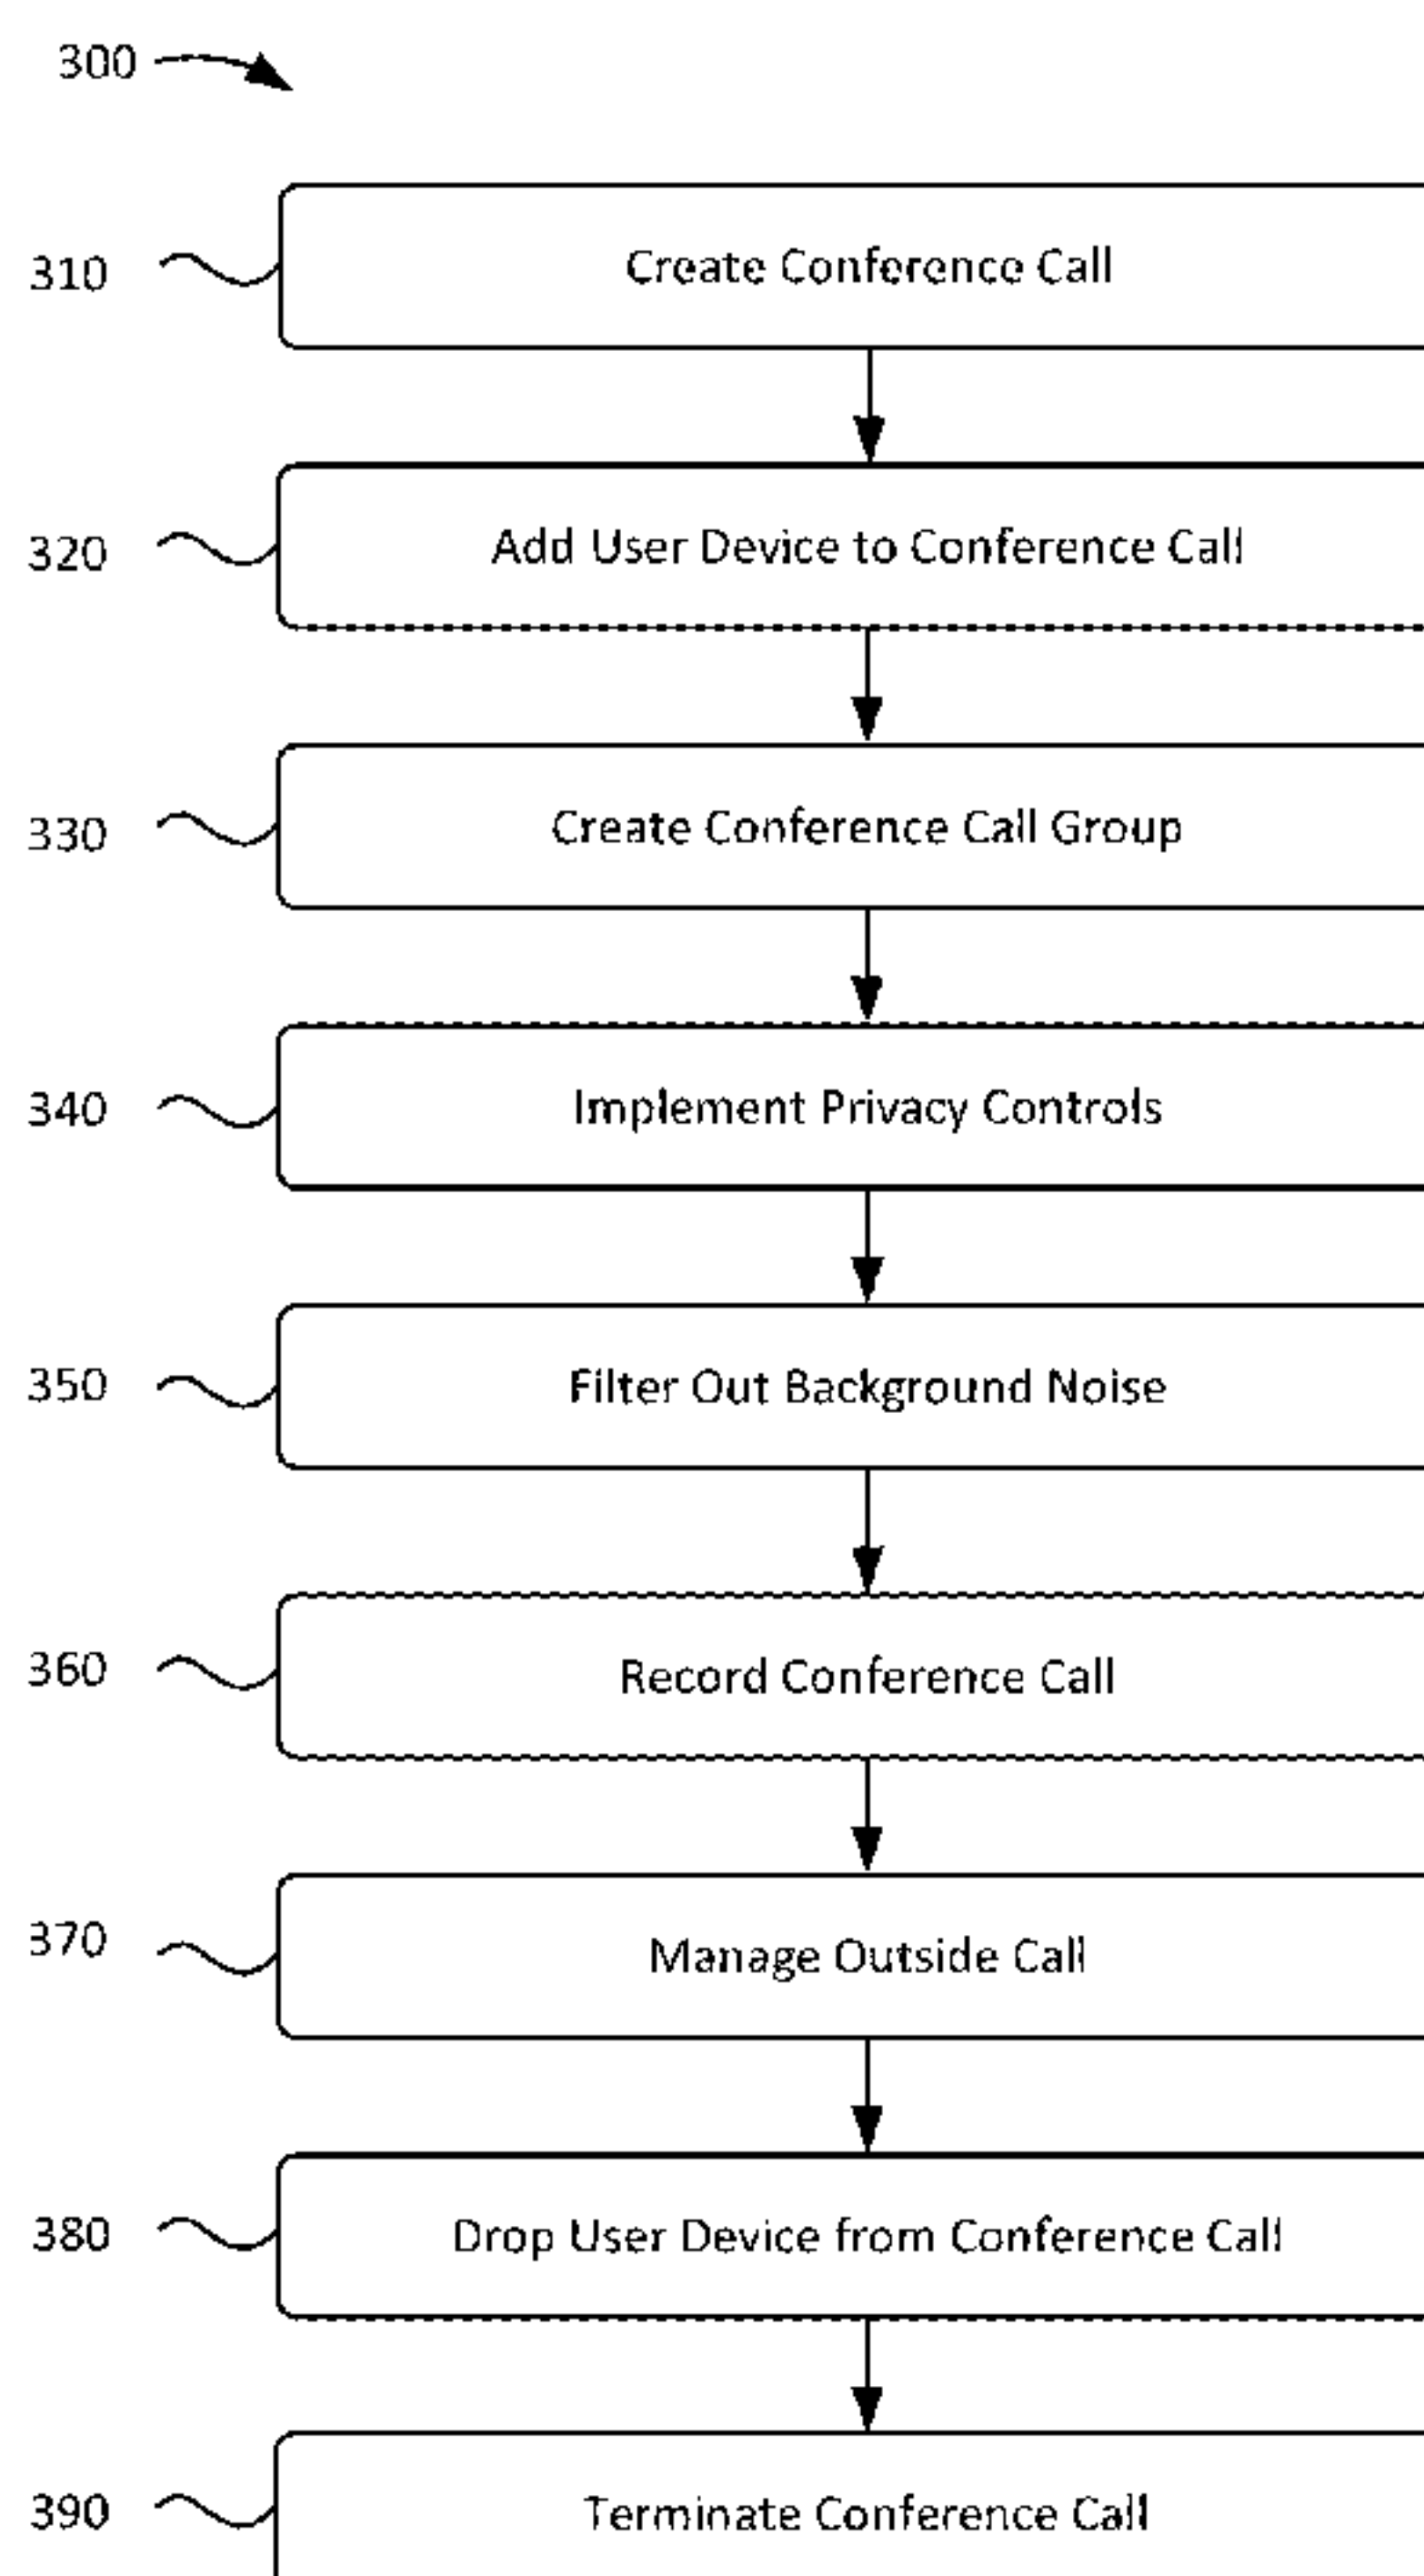 300
310 Create Conference Call
320 Add User Device to Conference Call
330 Create Conference Call Group
340 Implement Privacy Controls
350 Filter Out Background Noise
360 Record Conference Call
370 Manage Outside Call
380 Drop User Device from Conference Call
390 Terminate Conference Call